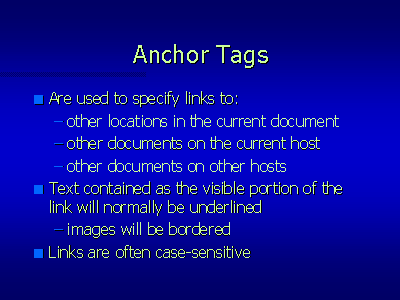 Anchor Tags
■ Are used to specify links to:
– other locations in the current document
– other documents on the current host
– other documents on other hosts
■ Text contained as the visible portion of the
link will normally be underlined
– images will be bordered
■ Links are often case-sensitive